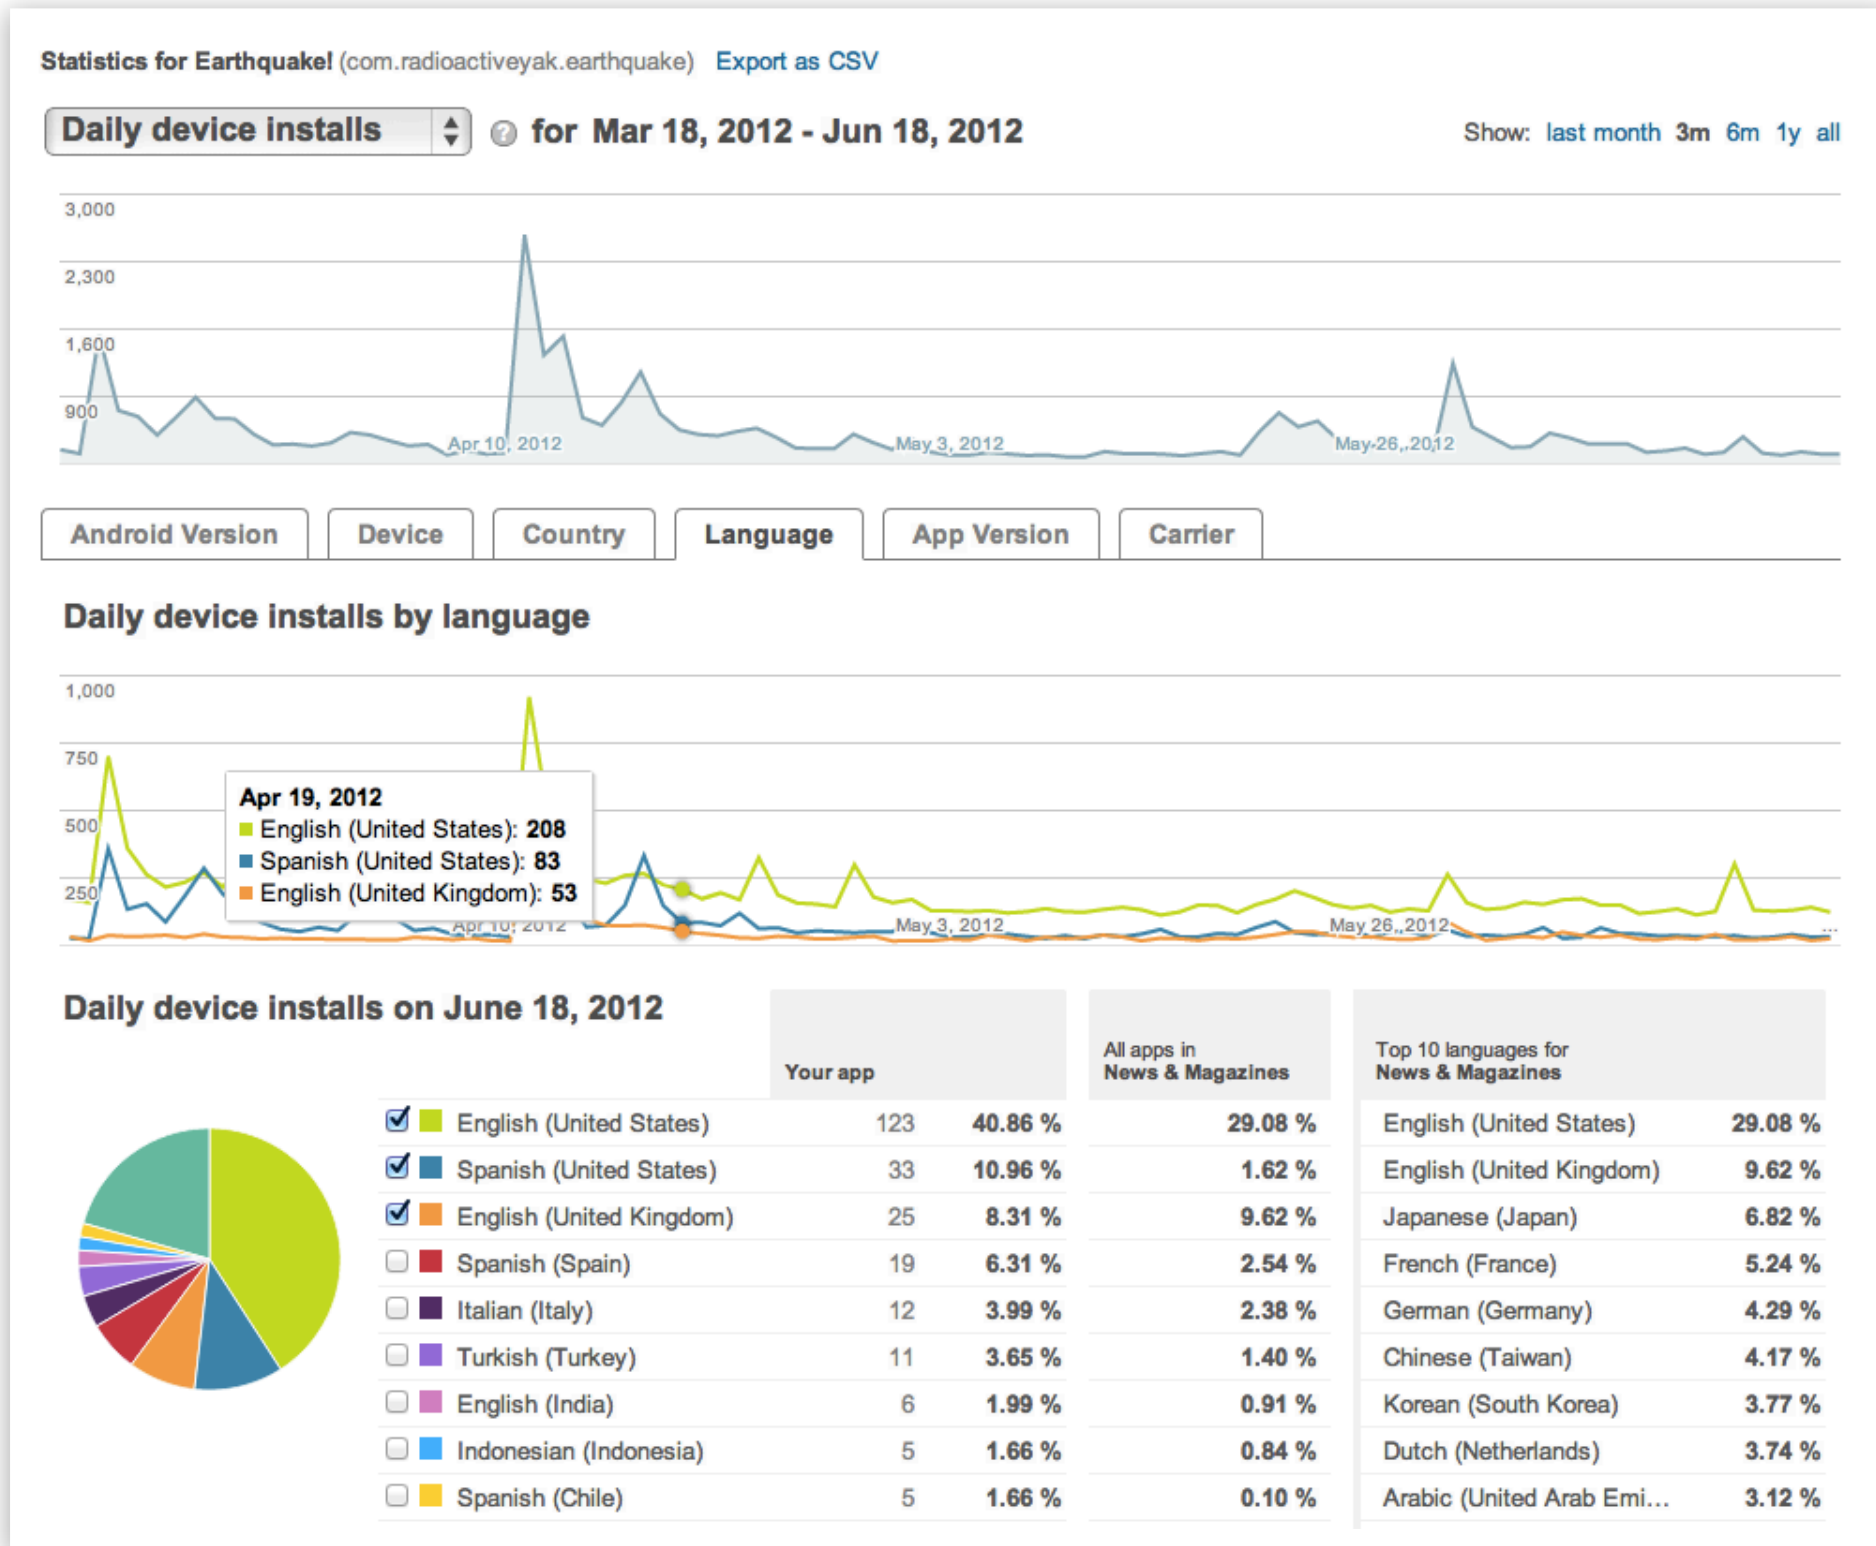 Statistics for Earthquake! (com.radioactiveyak.earthquake) Export as CSV
Daily device installs ? for Mar 18, 2012 - Jun 18, 2012 Show: last month 3m 6m 1y all
3,000
2,300
1,600
900
Apr 10, 2012 May 3, 2012 May 26, 2012
Android Version Device Country Language App Version Carrier
Daily device installs by language
1,000
750
500
250
Apr 19, 2012
English (United States): 208
Spanish (United States): 83
English (United Kingdom): 53
Apr 10, 2012 May 3, 2012 May 26, 2012 ...
Daily device installs on June 18, 2012
Your app
All apps in
News & Magazines
Top 10 languages for
News & Magazines
English (United States) 123 40.86 % 29.08 % English (United States) 29.08 %
Spanish (United States) 33 10.96 % 1.62 % English (United Kingdom) 9.62 %
English (United Kingdom) 25 8.31 % 9.62 % Japanese (Japan) 6.82 %
Spanish (Spain) 19 6.31 % 2.54 % French (France) 5.24 %
Italian (Italy) 12 3.99 % 2.38 % German (Germany) 4.29 %
Turkish (Turkey) 11 3.65 % 1.40 % Chinese (Taiwan) 4.17 %
English (India) 6 1.99 % 0.91 % Korean (South Korea) 3.77 %
Indonesian (Indonesia) 5 1.66 % 0.84 % Dutch (Netherlands) 3.74 %
Spanish (Chile) 5 1.66 % 0.10 % Arabic (United Arab Emi... 3.12 %